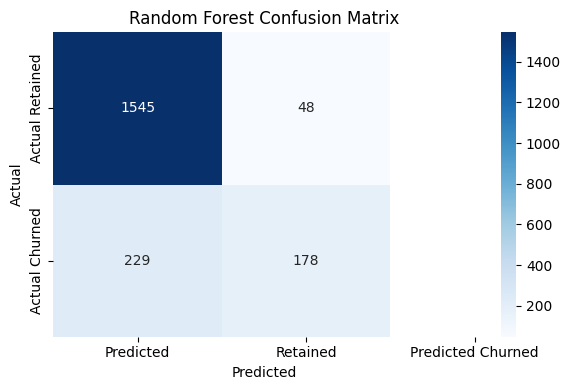 Random Forest Confusion Matrix
Actual
Actual Retained
Actual Churned
1545
48
229
178
Predicted
Retained
Predicted Churned
Predicted
1400
1200
1000
800
600
400
200